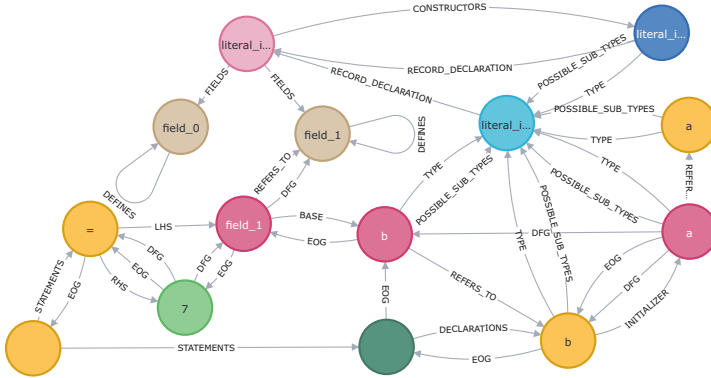 CONSTRUCTORS
literal_i...
literal_i...
POSSIBLE_SUB_TYPES
RECORD_DECLARATION
RECORD_DECLARATION
TYPE
FIELDS
FIELDS
POSSIBLE_SUB_TYPES
literal_i...
a
field_0
field_1
DEFINES
TYPE
REFERS_TO
DFG
TYPE
POSSIBLE_SUB_TYPES
REFER...
TYPE
POSSIBLE_SUB_TYPES
DEFINES
=
LHS
field_1
BASE
EOG
b
DFG
a
TYPE
POSSIBLE_SUB_TYPES
DFG
EOG
RHS
DFG
EOG
7
STATEMENTS
EOG
EOG
REFERS_TO
EOG
DFG
INITIALIZER
STATEMENTS
DECLARATIONS
EOG
b